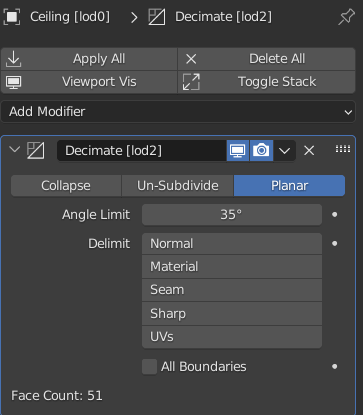 Ceiling [lod0] > Decimate [lod2]
Apply All Delete All
Viewport Vis Toggle Stack
Add Modifier
Decimate [lod2]
Collapse Un-Subdivide Planar
Angle Limit 35°
Delimit Normal
Material
Seam
Sharp
UVs
All Boundaries
Face Count: 51